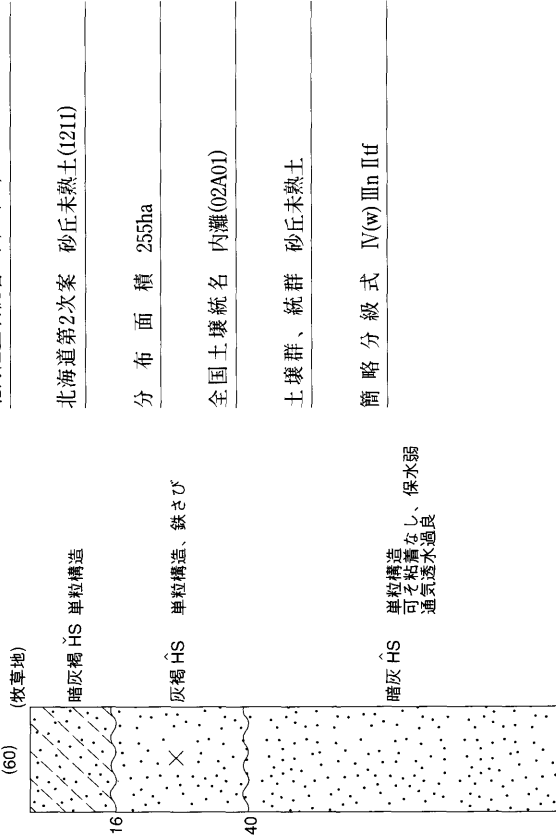 (60)
(牧草地)
暗灰褐 H̆S 単粒構造
16
灰褐 ĤS 単粒構造、鉄さび
40
暗灰 ĤS 単粒構造
可そ粘着なし、保水弱
通気透水過良
北海道第2次案 砂丘未熟土(1211)
分布面積 255ha
全国土壌統名 内灘(02A01)
土壌群、統群 砂丘未熟土
簡略分級式 Ⅳ(w) Ⅲn Ⅱtf